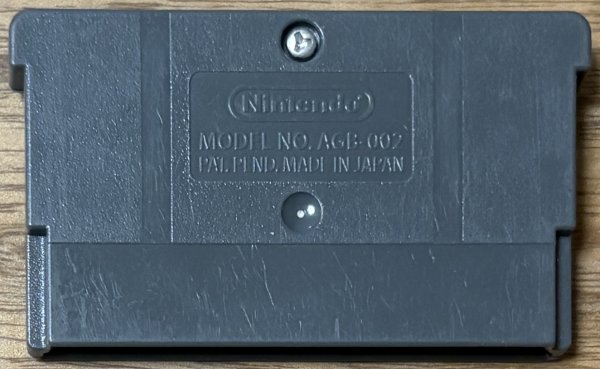 Nintendo
MODEL NO. AGB-002
PAT. PEND. MADE IN JAPAN